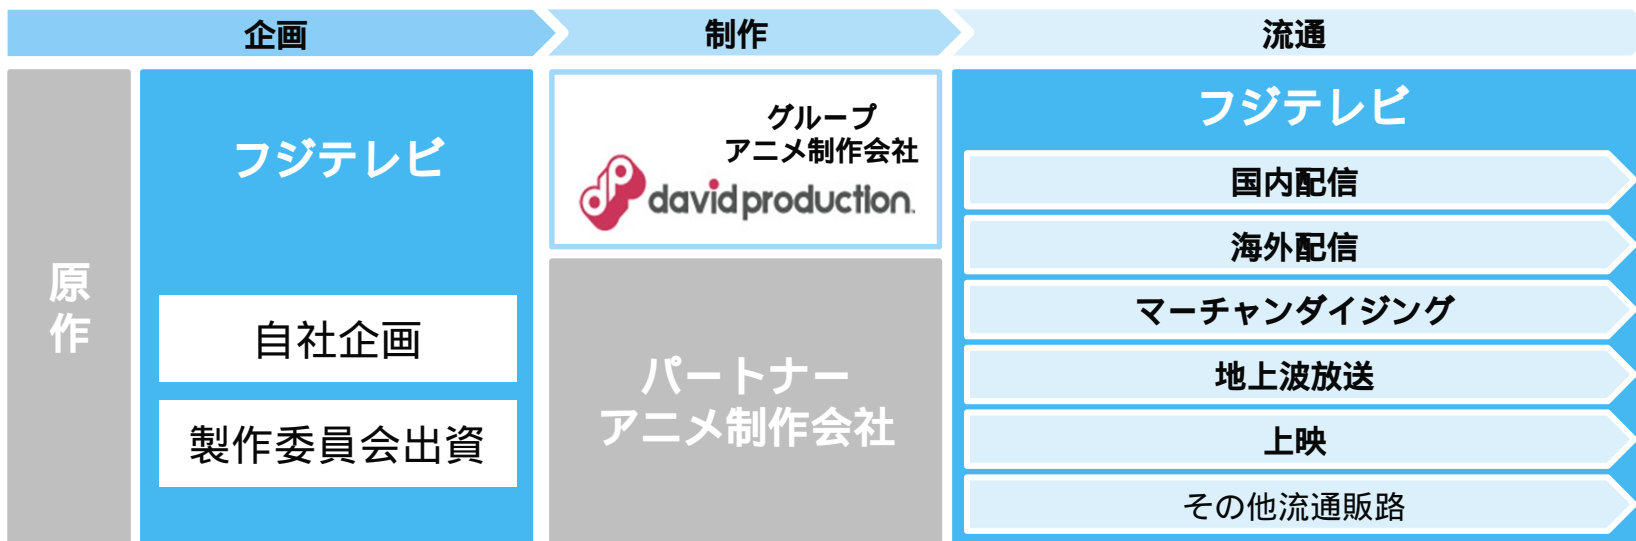 企画
制作
流通
原
作
フジテレビ
自社企画
製作委員会出資
グループ
アニメ制作会社
dp davidproduction.
パートナー
アニメ制作会社
フジテレビ
国内配信
海外配信
マーチャンダイジング
地上波放送
上映
その他流通販路